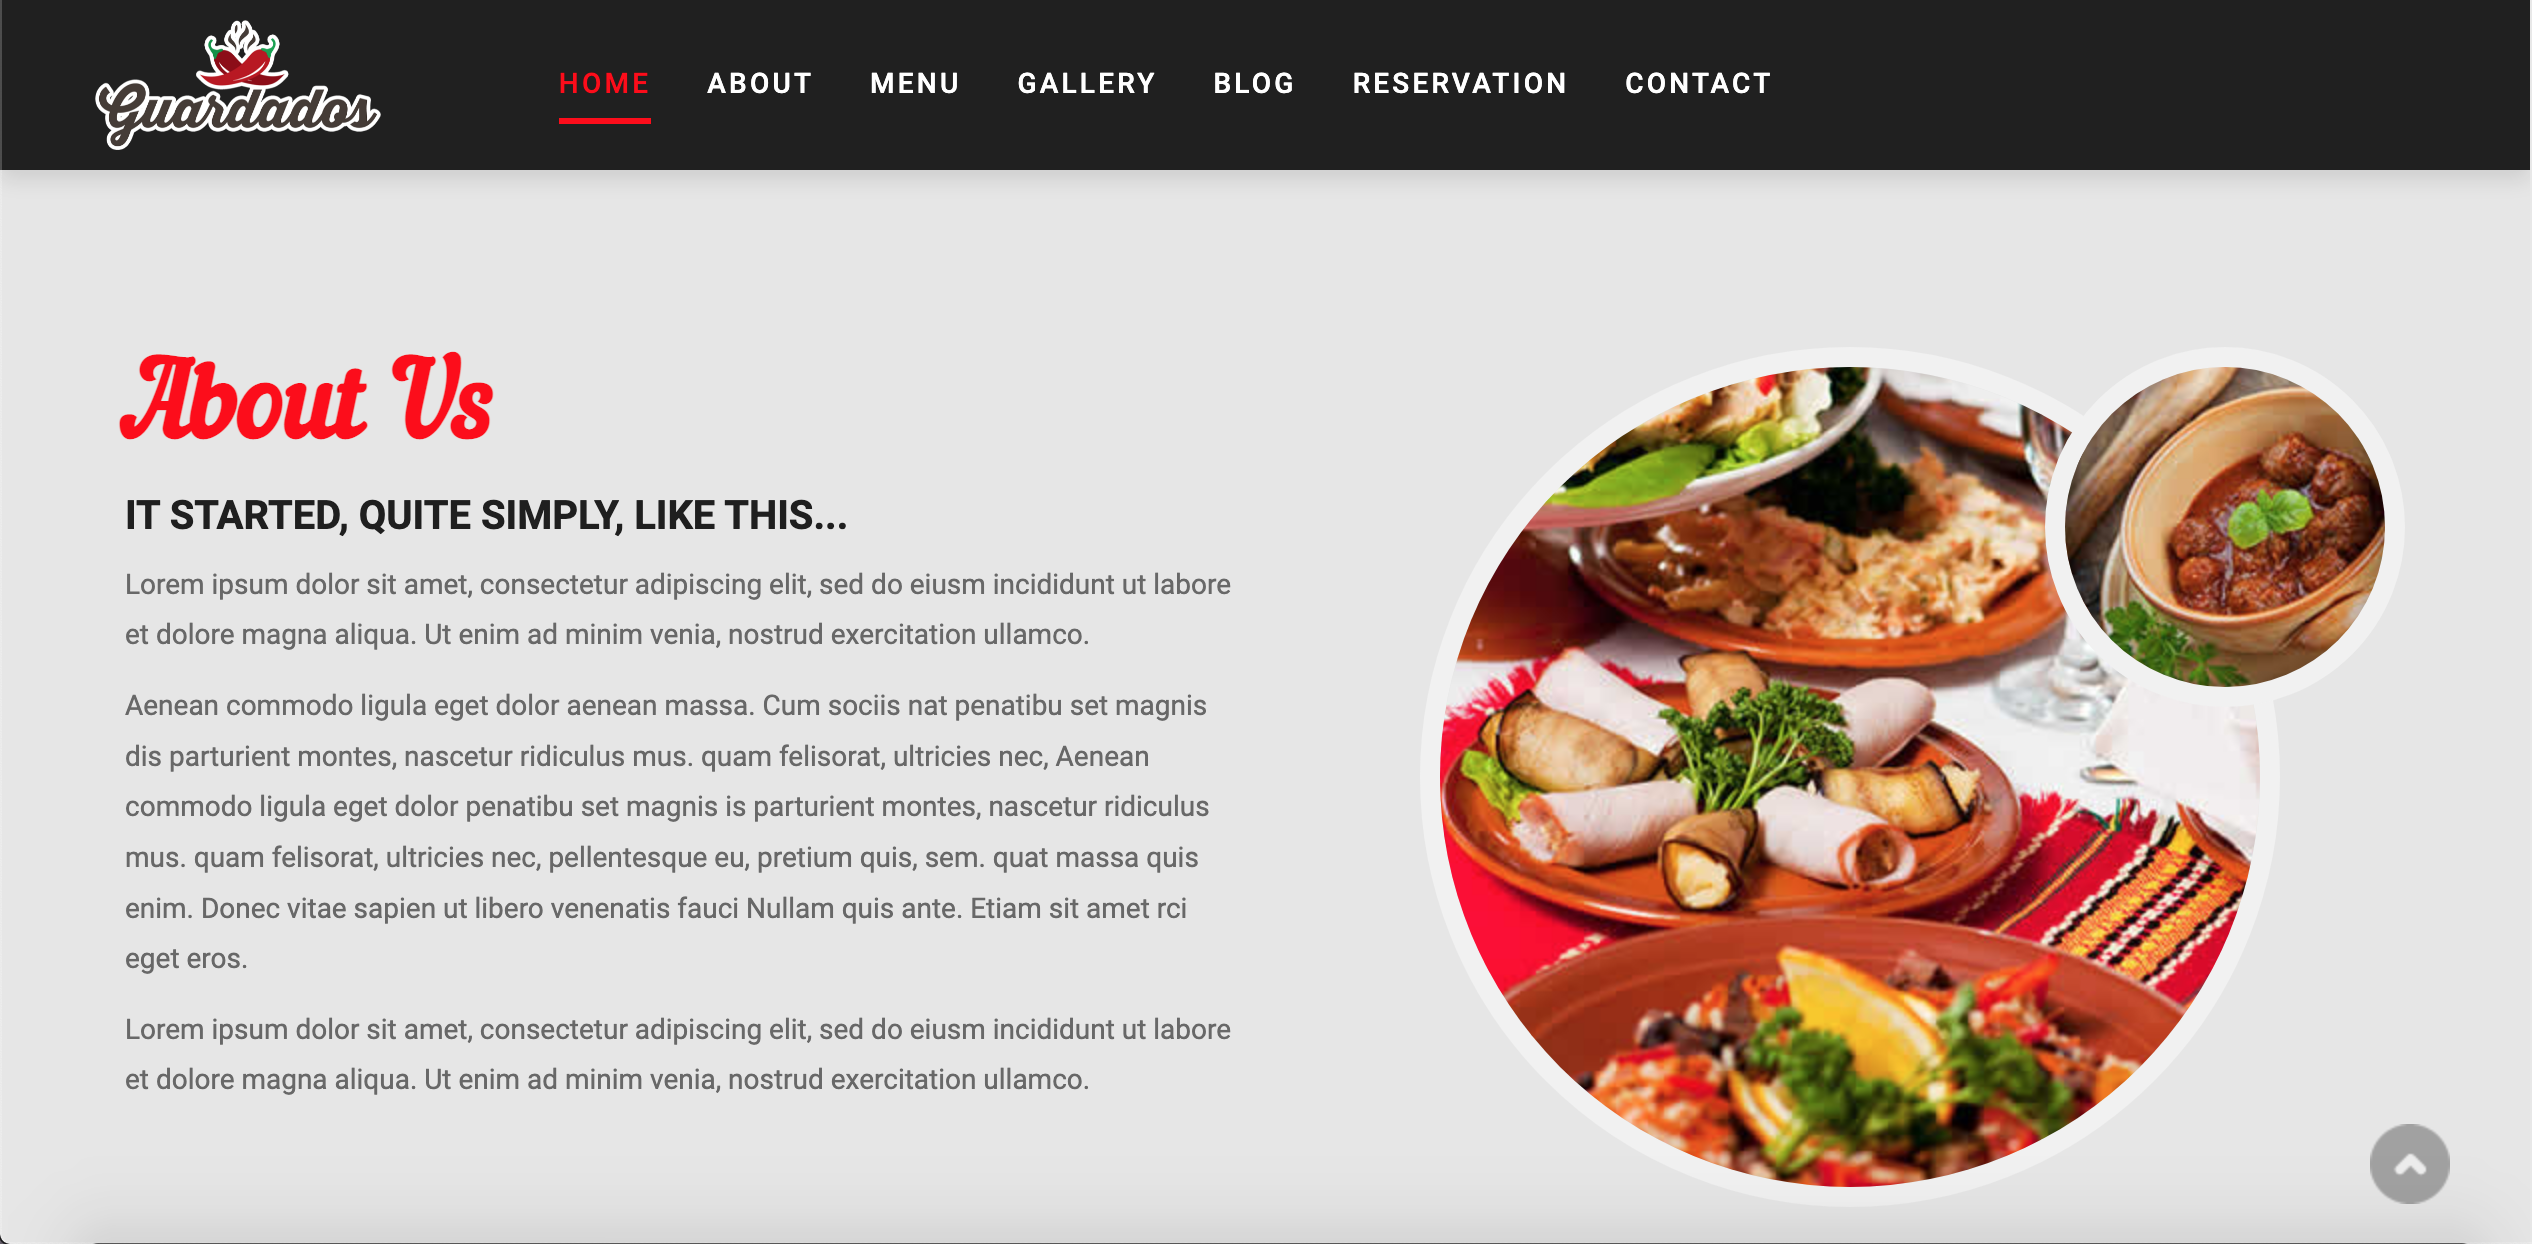 Guardados
HOME ABOUT MENU GALLERY BLOG RESERVATION CONTACT
About Us
IT STARTED, QUITE SIMPLY, LIKE THIS...
Lorem ipsum dolor sit amet, consectetur adipiscing elit, sed do eiusm incididunt ut labore
et dolore magna aliqua. Ut enim ad minim venia, nostrud exercitation ullamco.
Aenean commodo ligula eget dolor aenean massa. Cum sociis nat penatibu set magnis
dis parturient montes, nascetur ridiculus mus. quam felisorat, ultricies nec, Aenean
commodo ligula eget dolor penatibu set magnis is parturient montes, nascetur ridiculus
mus. quam felisorat, ultricies nec, pellentesque eu, pretium quis, sem. quat massa quis
enim. Donec vitae sapien ut libero venenatis fauci Nullam quis ante. Etiam sit amet rci
eget eros.
Lorem ipsum dolor sit amet, consectetur adipiscing elit, sed do eiusm incididunt ut labore
et dolore magna aliqua. Ut enim ad minim venia, nostrud exercitation ullamco.